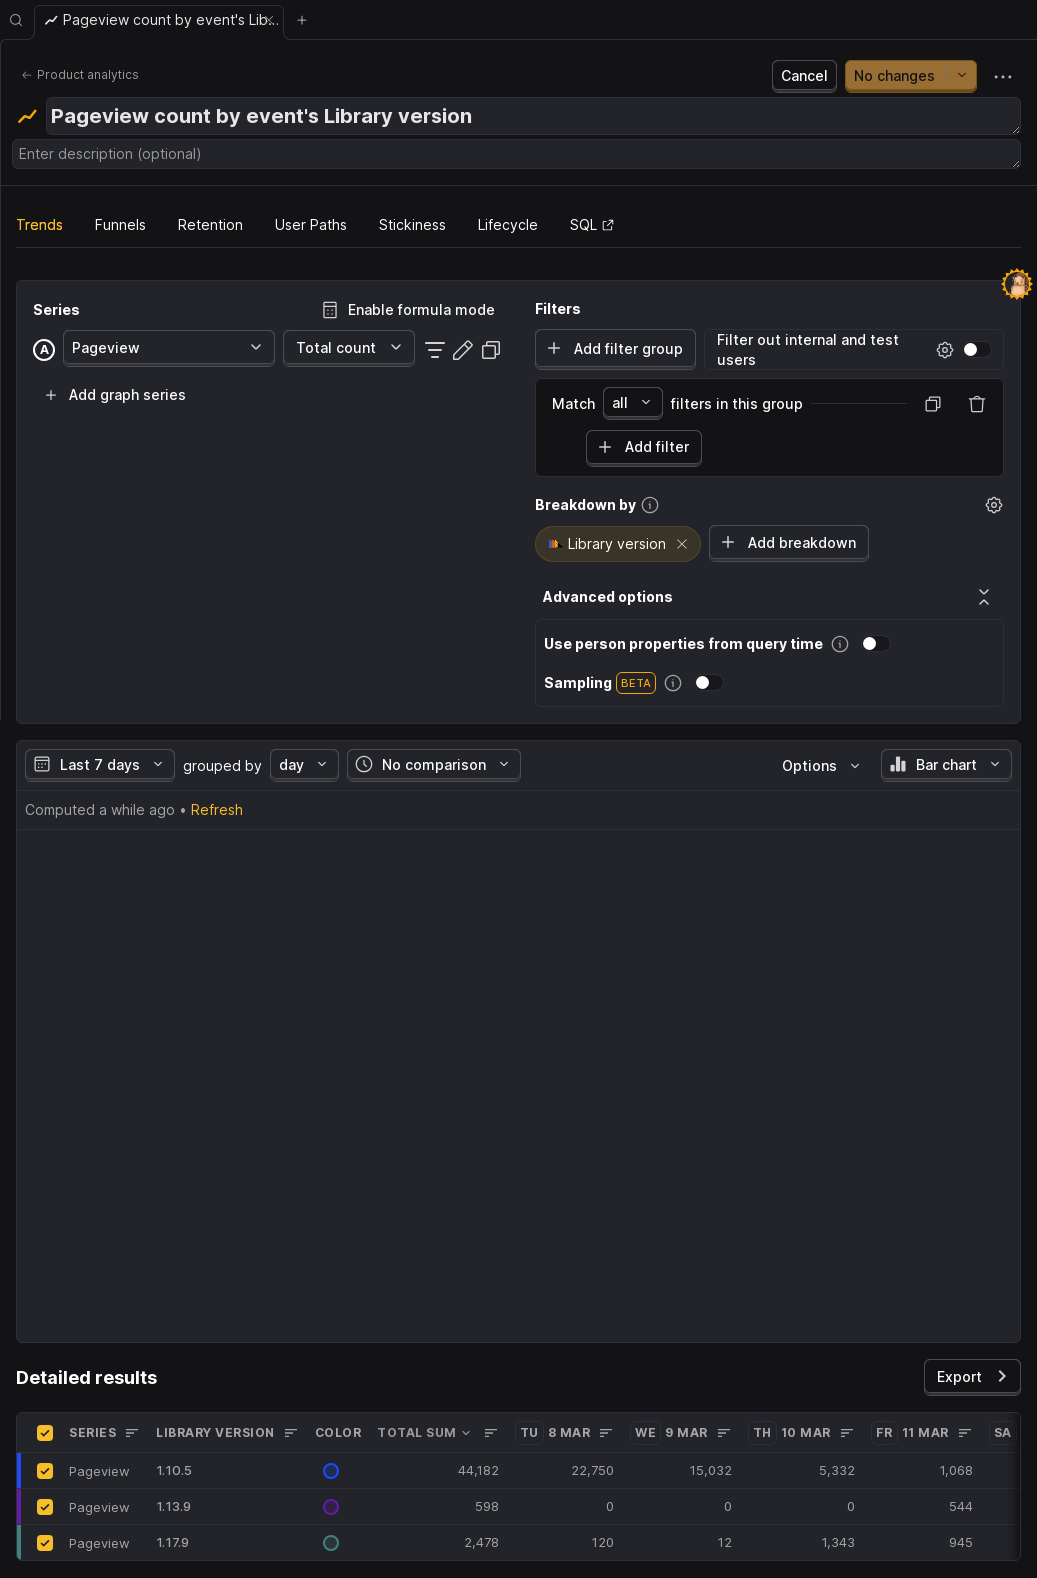 Pageview count by event's Lib...
Product analytics
Cancel
No changes
Pageview count by event's Library version
Enter description (optional)
Trends Funnels Retention User Paths Stickiness Lifecycle SQL
Series
Enable formula mode
A Pageview Total count
Add graph series
Filters
Add filter group
Filter out internal and test
users
Match all filters in this group
Add filter
Breakdown by
Library version
Add breakdown
Advanced options
Use person properties from query time
Sampling BETA
Last 7 days grouped by day No comparison Options Bar chart
Computed a while ago • Refresh
Detailed results
Export
SERIES LIBRARY VERSION COLOR TOTAL SUM TU 8 MAR WE 9 MAR TH 10 MAR FR 11 MAR SA
Pageview 1.10.5 44,182 22,750 15,032 5,332 1,068
Pageview 1.13.9 598 0 0 0 544
Pageview 1.17.9 2,478 120 12 1,343 945